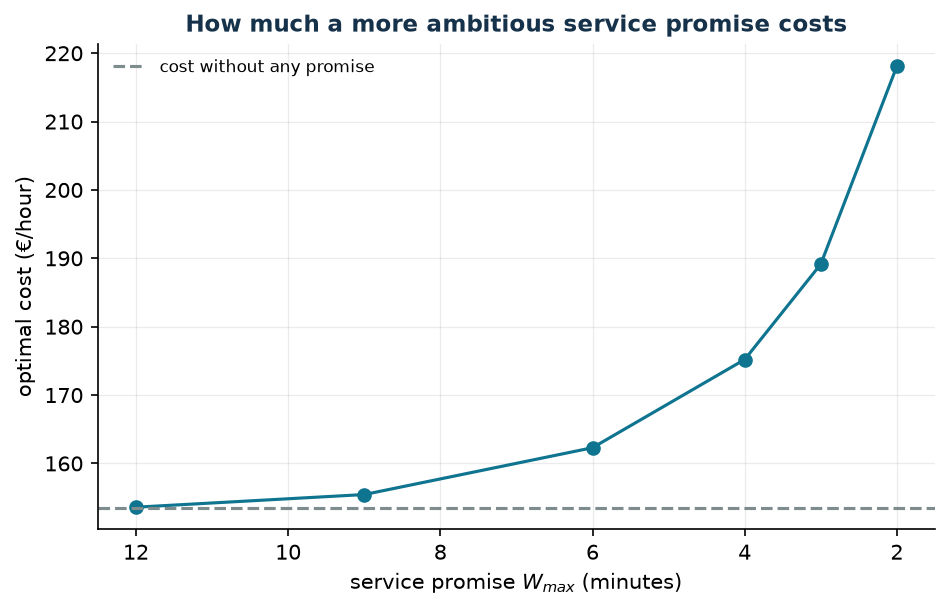 How much a more ambitious service promise costs
cost without any promise
optimal cost (€/hour)
220
210
200
190
180
170
160
12 10 8 6 4 2
service promise W_max (minutes)